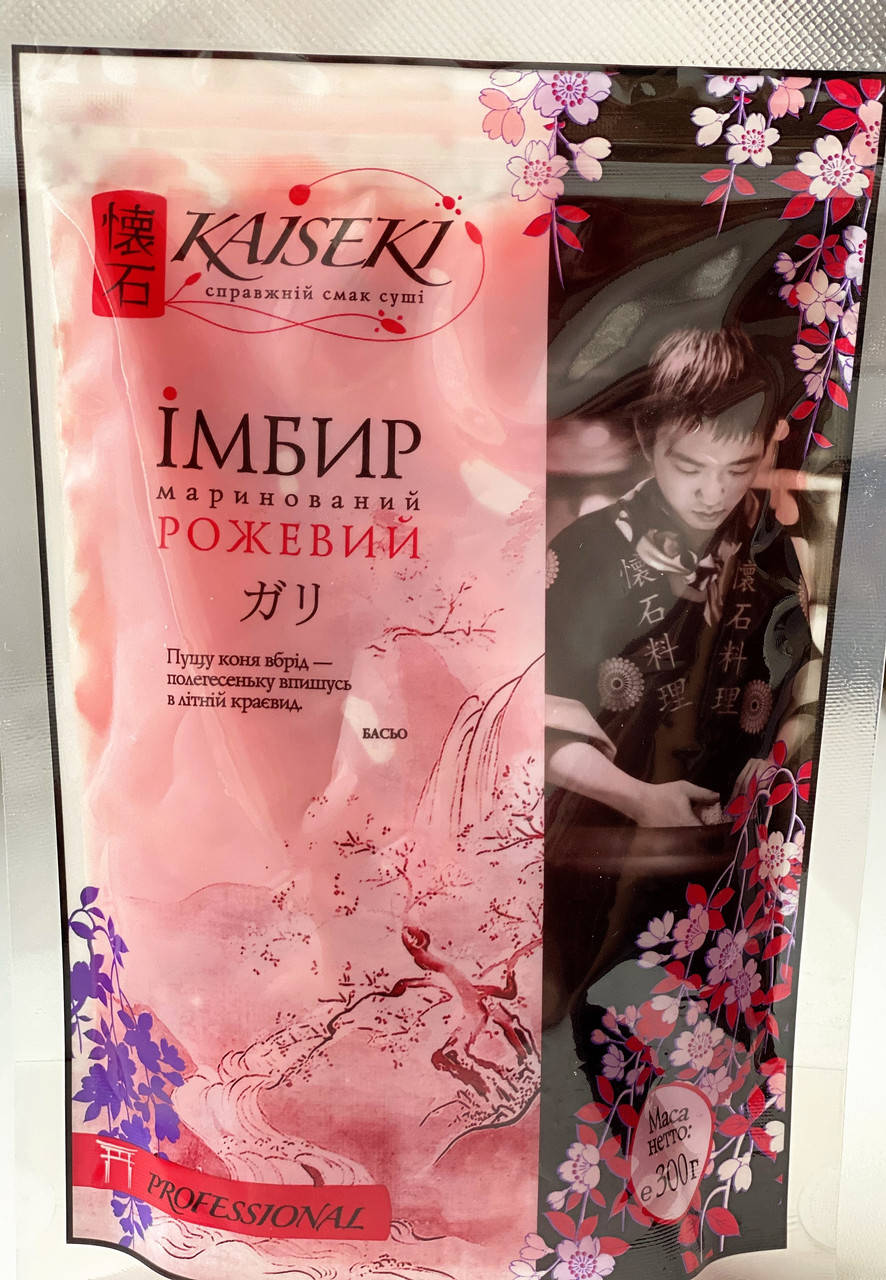 懐石
KAISEKI
справжній смак суші
ІМБИР
маринований
РОЖЕВИЙ
ガリ
Пущу коня вбрід —
полегесеньку впишусь
в літній краєвид.
БАСЬО
懐石料理
懐石料理
Маса
нетто:
e 300г
PROFESSIONAL